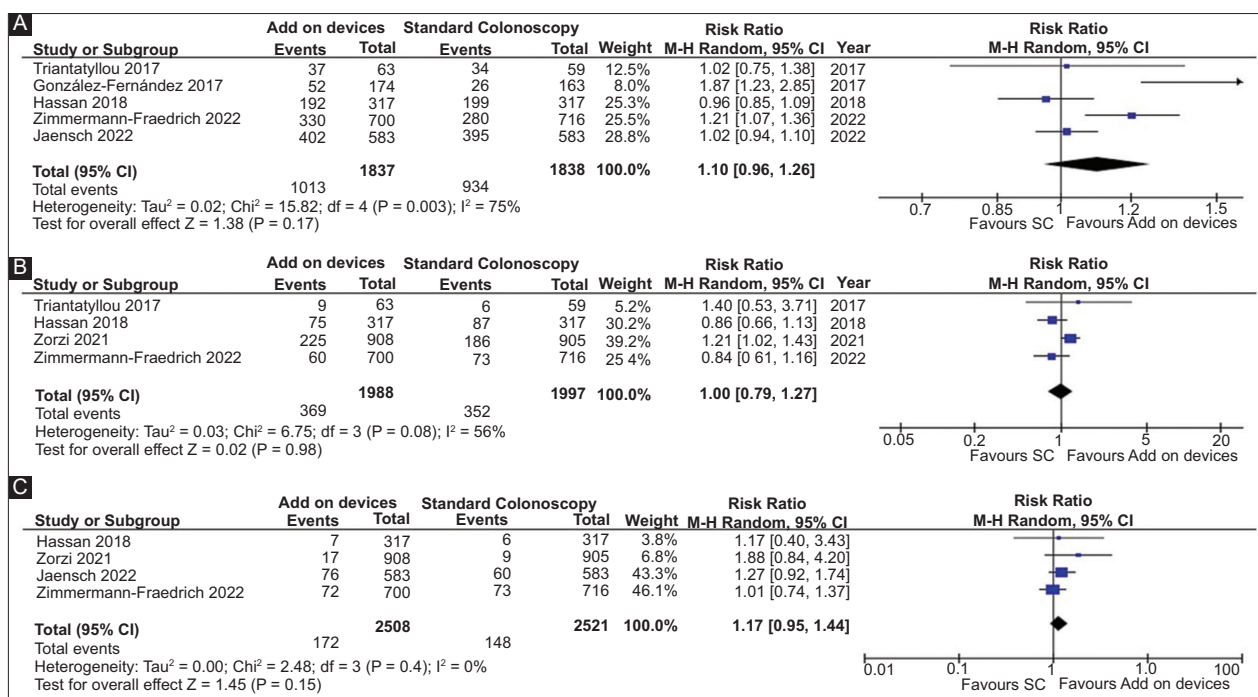 A
Add on devices Standard Colonoscopy Risk Ratio Risk Ratio
Study or Subgroup Events Total Events Total Weight M-H Random, 95% CI Year M-H Random, 95% CI
Triantatyllou 2017 37 63 34 59 12.5% 1.02 [0.75, 1.38] 2017
González-Fernández 2017 52 174 26 163 8.0% 1.87 [1.23, 2.85] 2017
Hassan 2018 192 317 199 317 25.3% 0.96 [0.85, 1.09] 2018
Zimmermann-Fraedrich 2022 330 700 280 716 25.5% 1.21 [1.07, 1.36] 2022
Jaensch 2022 402 583 395 583 28.8% 1.02 [0.94, 1.10] 2022
Total (95% CI) 1837 1838 100.0% 1.10 [0.96, 1.26]
Total events 1013 934
Heterogeneity: Tau² = 0.02; Chi² = 15.82; df = 4 (P = 0.003); I² = 75%
Test for overall effect Z = 1.38 (P = 0.17)
0.7 0.85 1 1.2 1.5
Favours SC Favours Add on devices
B
Add on devices Standard Colonoscopy Risk Ratio Risk Ratio
Study or Subgroup Events Total Events Total Weight M-H Random, 95% CI Year M-H Random, 95% CI
Triantatyllou 2017 9 63 6 59 5.2% 1.40 [0.53, 3.71] 2017
Hassan 2018 75 317 87 317 30.2% 0.86 [0.66, 1.13] 2018
Zorzi 2021 225 908 186 905 39.2% 1.21 [1.02, 1.43] 2021
Zimmermann-Fraedrich 2022 60 700 73 716 25 4% 0.84 [0 61, 1.16] 2022
Total (95% CI) 1988 1997 100.0% 1.00 [0.79, 1.27]
Total events 369 352
Heterogeneity: Tau² = 0.03; Chi² = 6.75; df = 3 (P = 0.08); I² = 56%
Test for overall effect Z = 0.02 (P = 0.98)
0.05 0.2 1 5 20
Favours SC Favours Add on devices
C
Add on devices Standard Colonoscopy Risk Ratio Risk Ratio
Study or Subgroup Events Total Events Total Weight M-H Random, 95% CI M-H Random, 95% CI
Hassan 2018 7 317 6 317 3.8% 1.17 [0.40, 3.43]
Zorzi 2021 17 908 9 905 6.8% 1.88 [0.84, 4.20]
Jaensch 2022 76 583 60 583 43.3% 1.27 [0.92, 1.74]
Zimmermann-Fraedrich 2022 72 700 73 716 46.1% 1.01 [0.74, 1.37]
Total (95% CI) 2508 2521 100.0% 1.17 [0.95, 1.44]
Total events 172 148
Heterogeneity: Tau² = 0.00; Chi² = 2.48; df = 3 (P = 0.4); I² = 0%
Test for overall effect Z = 1.45 (P = 0.15)
0.01 0.1 1 1.0 100
Favours SC Favours Add on devices